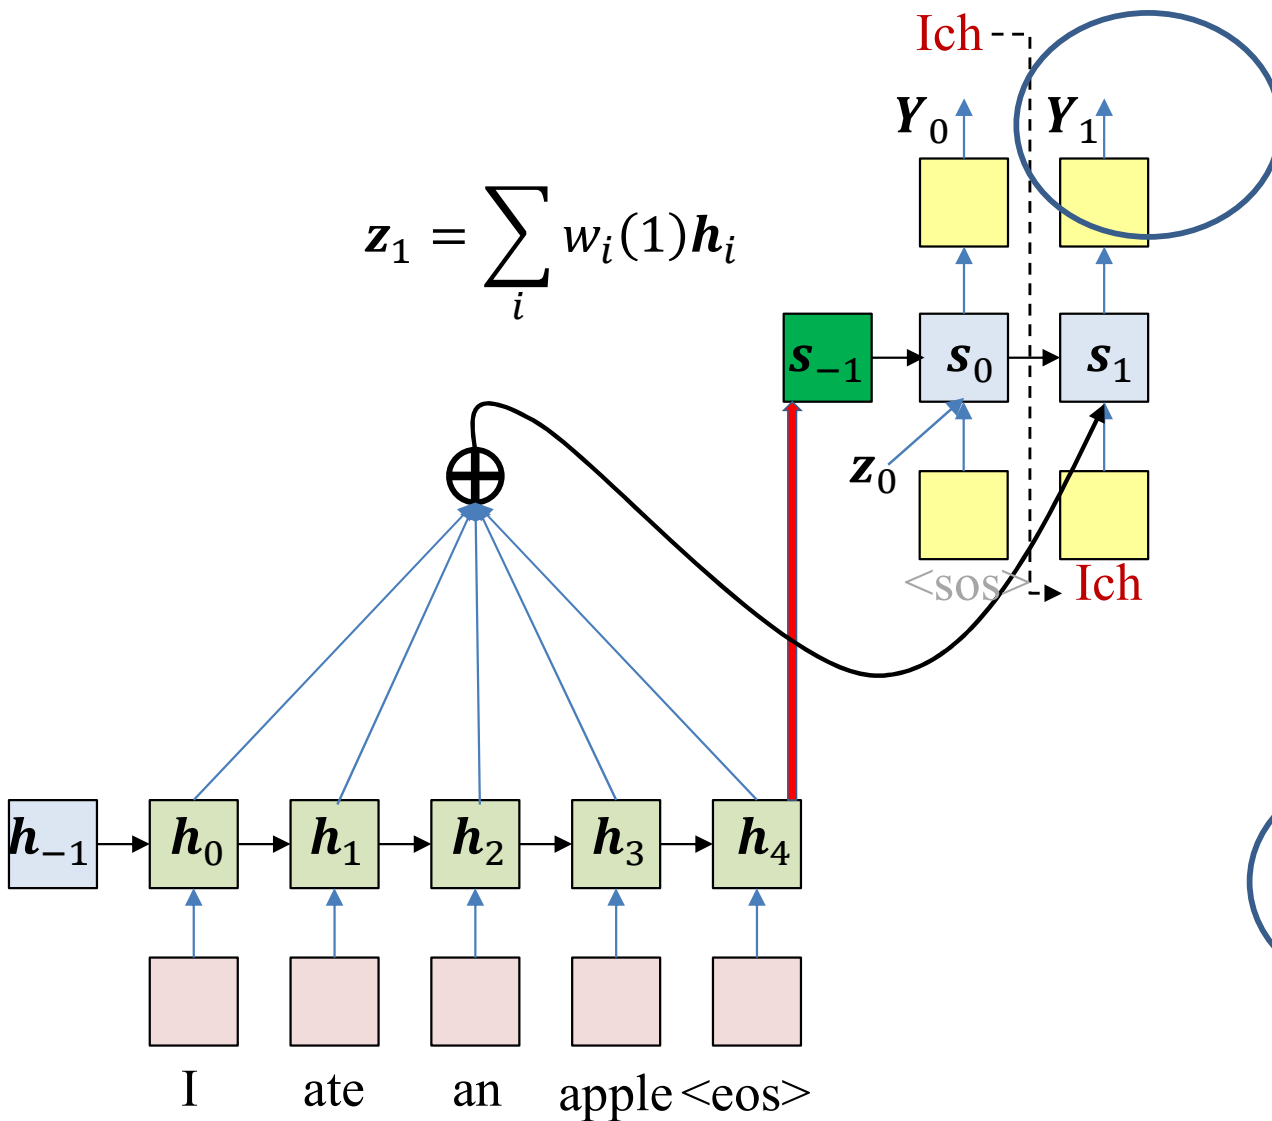 Ich
Y₀ Y₁
z₁ = ∑ᵢ wᵢ(1)hᵢ
s₋₁ s₀ s₁
z₀
<sos> Ich
h₋₁ h₀ h₁ h₂ h₃ h₄
I ate an apple <eos>